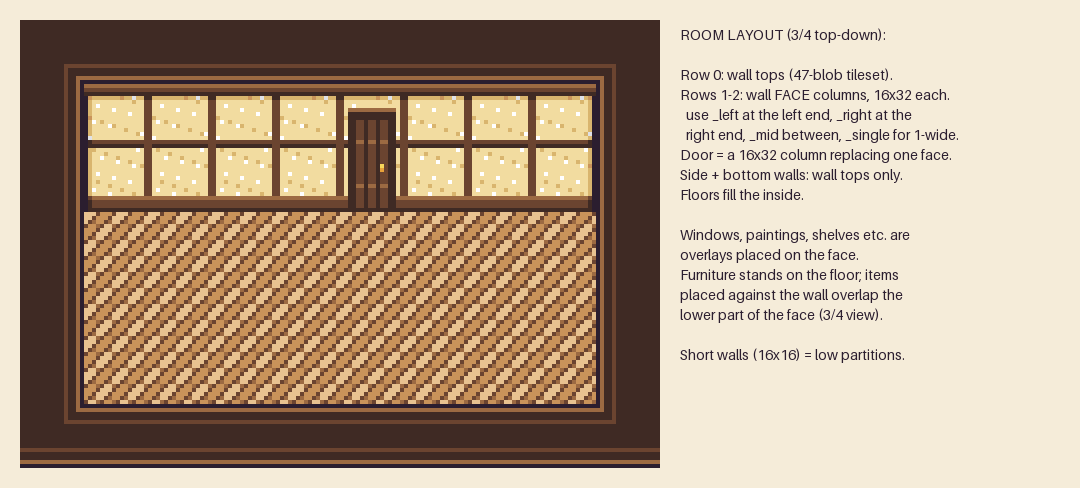 ROOM LAYOUT (3/4 top-down):
Row 0: wall tops (47-blob tileset).
Rows 1-2: wall FACE columns, 16x32 each.
use _left at the left end, _right at the
right end, _mid between, _single for 1-wide.
Door = a 16x32 column replacing one face.
Side + bottom walls: wall tops only.
Floors fill the inside.
Windows, paintings, shelves etc. are
overlays placed on the face.
Furniture stands on the floor; items
placed against the wall overlap the
lower part of the face (3/4 view).
Short walls (16x16) = low partitions.